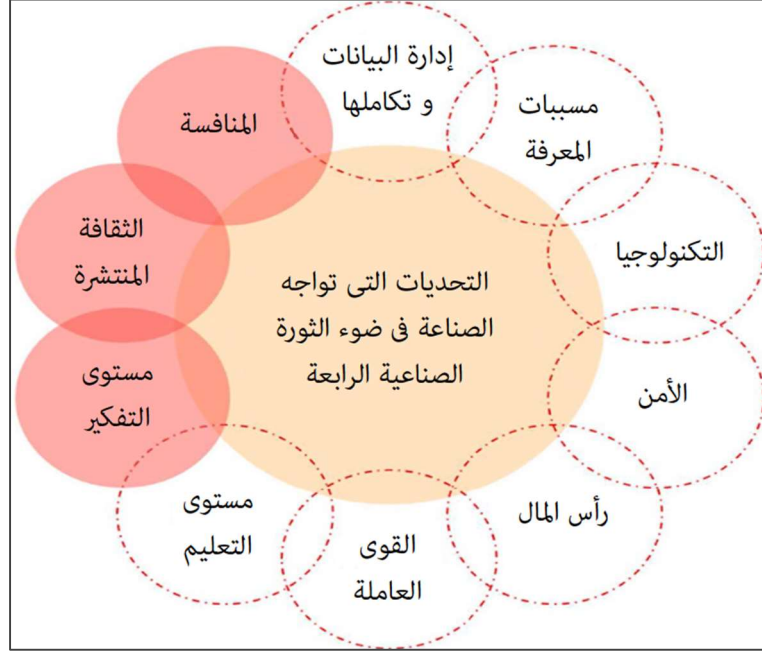 إدارة البيانات
و تكاملها
مسببات
المعرفة
التكنولوجيا
الأمن
رأس المال
القوى
العاملة
مستوى
التعليم
مستوى
التفكير
الثقافة
المنتشرة
المنافسة
التحديات التى تواجه
الصناعة فى ضوء الثورة
الصناعية الرابعة